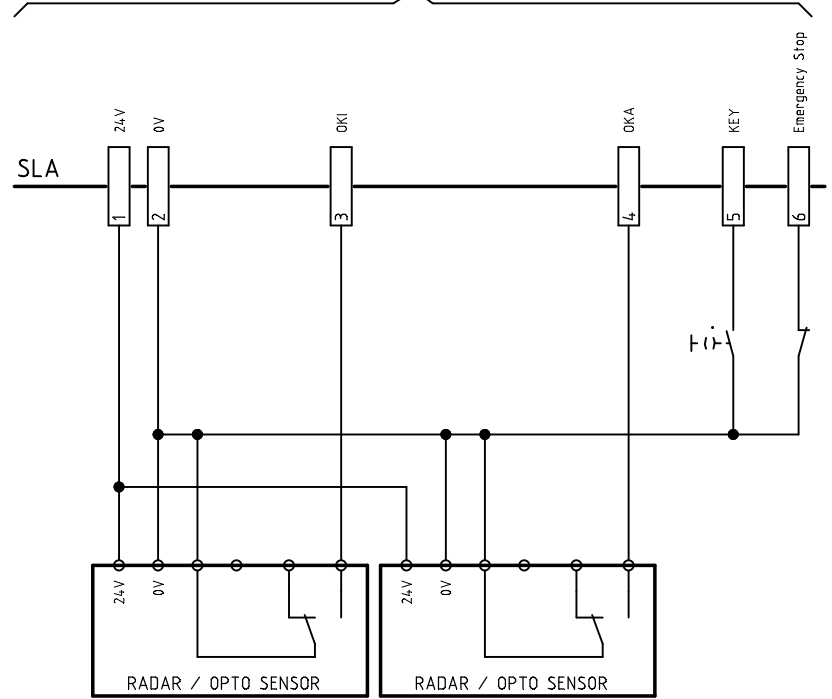 24V
0V
OKI
OKA
KEY
Emergency Stop
SLA
1
2
3
4
5
6
24V
0V
24V
0V
RADAR / OPTO SENSOR
RADAR / OPTO SENSOR